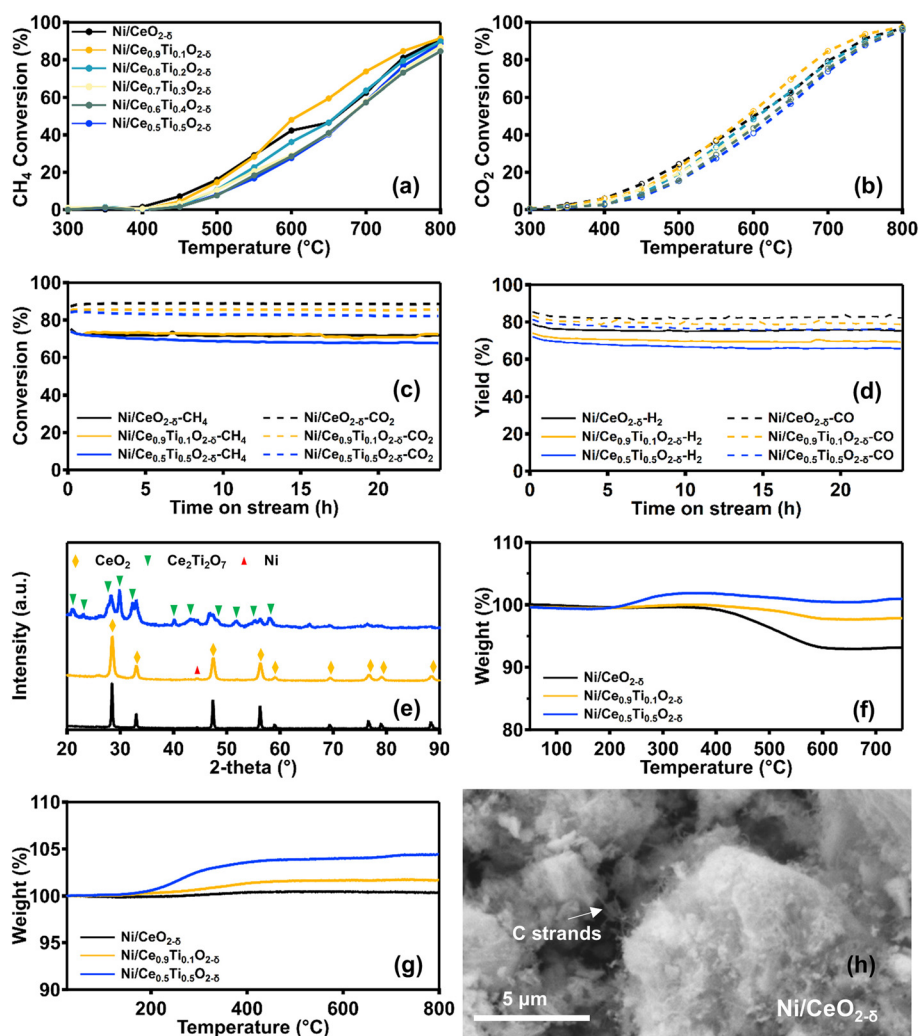 CH₄ Conversion (%)
100
80
60
40
20
0
Ni/CeO₂₋δ
Ni/Ce₀.₉Ti₀.₁O₂₋δ
Ni/Ce₀.₈Ti₀.₂O₂₋δ
Ni/Ce₀.₇Ti₀.₃O₂₋δ
Ni/Ce₀.₆Ti₀.₄O₂₋δ
Ni/Ce₀.₅Ti₀.₅O₂₋δ
(a)
300 400 500 600 700 800
Temperature (°C)
CO₂ Conversion (%)
100
80
60
40
20
0
(b)
300 400 500 600 700 800
Temperature (°C)
Conversion (%)
100
80
60
40
20
0
(c)
Ni/CeO₂₋δ-CH₄ Ni/CeO₂₋δ-CO₂
Ni/Ce₀.₉Ti₀.₁O₂₋δ-CH₄ Ni/Ce₀.₉Ti₀.₁O₂₋δ-CO₂
Ni/Ce₀.₅Ti₀.₅O₂₋δ-CH₄ Ni/Ce₀.₅Ti₀.₅O₂₋δ-CO₂
0 5 10 15 20
Time on stream (h)
Yield (%)
100
80
60
40
20
0
(d)
Ni/CeO₂₋δ-H₂ Ni/CeO₂₋δ-CO
Ni/Ce₀.₉Ti₀.₁O₂₋δ-H₂ Ni/Ce₀.₉Ti₀.₁O₂₋δ-CO
Ni/Ce₀.₅Ti₀.₅O₂₋δ-H₂ Ni/Ce₀.₅Ti₀.₅O₂₋δ-CO
0 5 10 15 20
Time on stream (h)
Intensity (a.u.)
CeO₂ Ce₂Ti₂O₇ Ni
(e)
20 30 40 50 60 70 80 90
2-theta (°)
Weight (%)
110
100
90
80
Ni/CeO₂₋δ
Ni/Ce₀.₉Ti₀.₁O₂₋δ
Ni/Ce₀.₅Ti₀.₅O₂₋δ
(f)
100 200 300 400 500 600 700
Temperature (°C)
Weight (%)
110
105
100
95
90
Ni/CeO₂₋δ
Ni/Ce₀.₉Ti₀.₁O₂₋δ
Ni/Ce₀.₅Ti₀.₅O₂₋δ
(g)
200 400 600 800
Temperature (°C)
C strands
(h)
5 µm
Ni/CeO₂₋δ